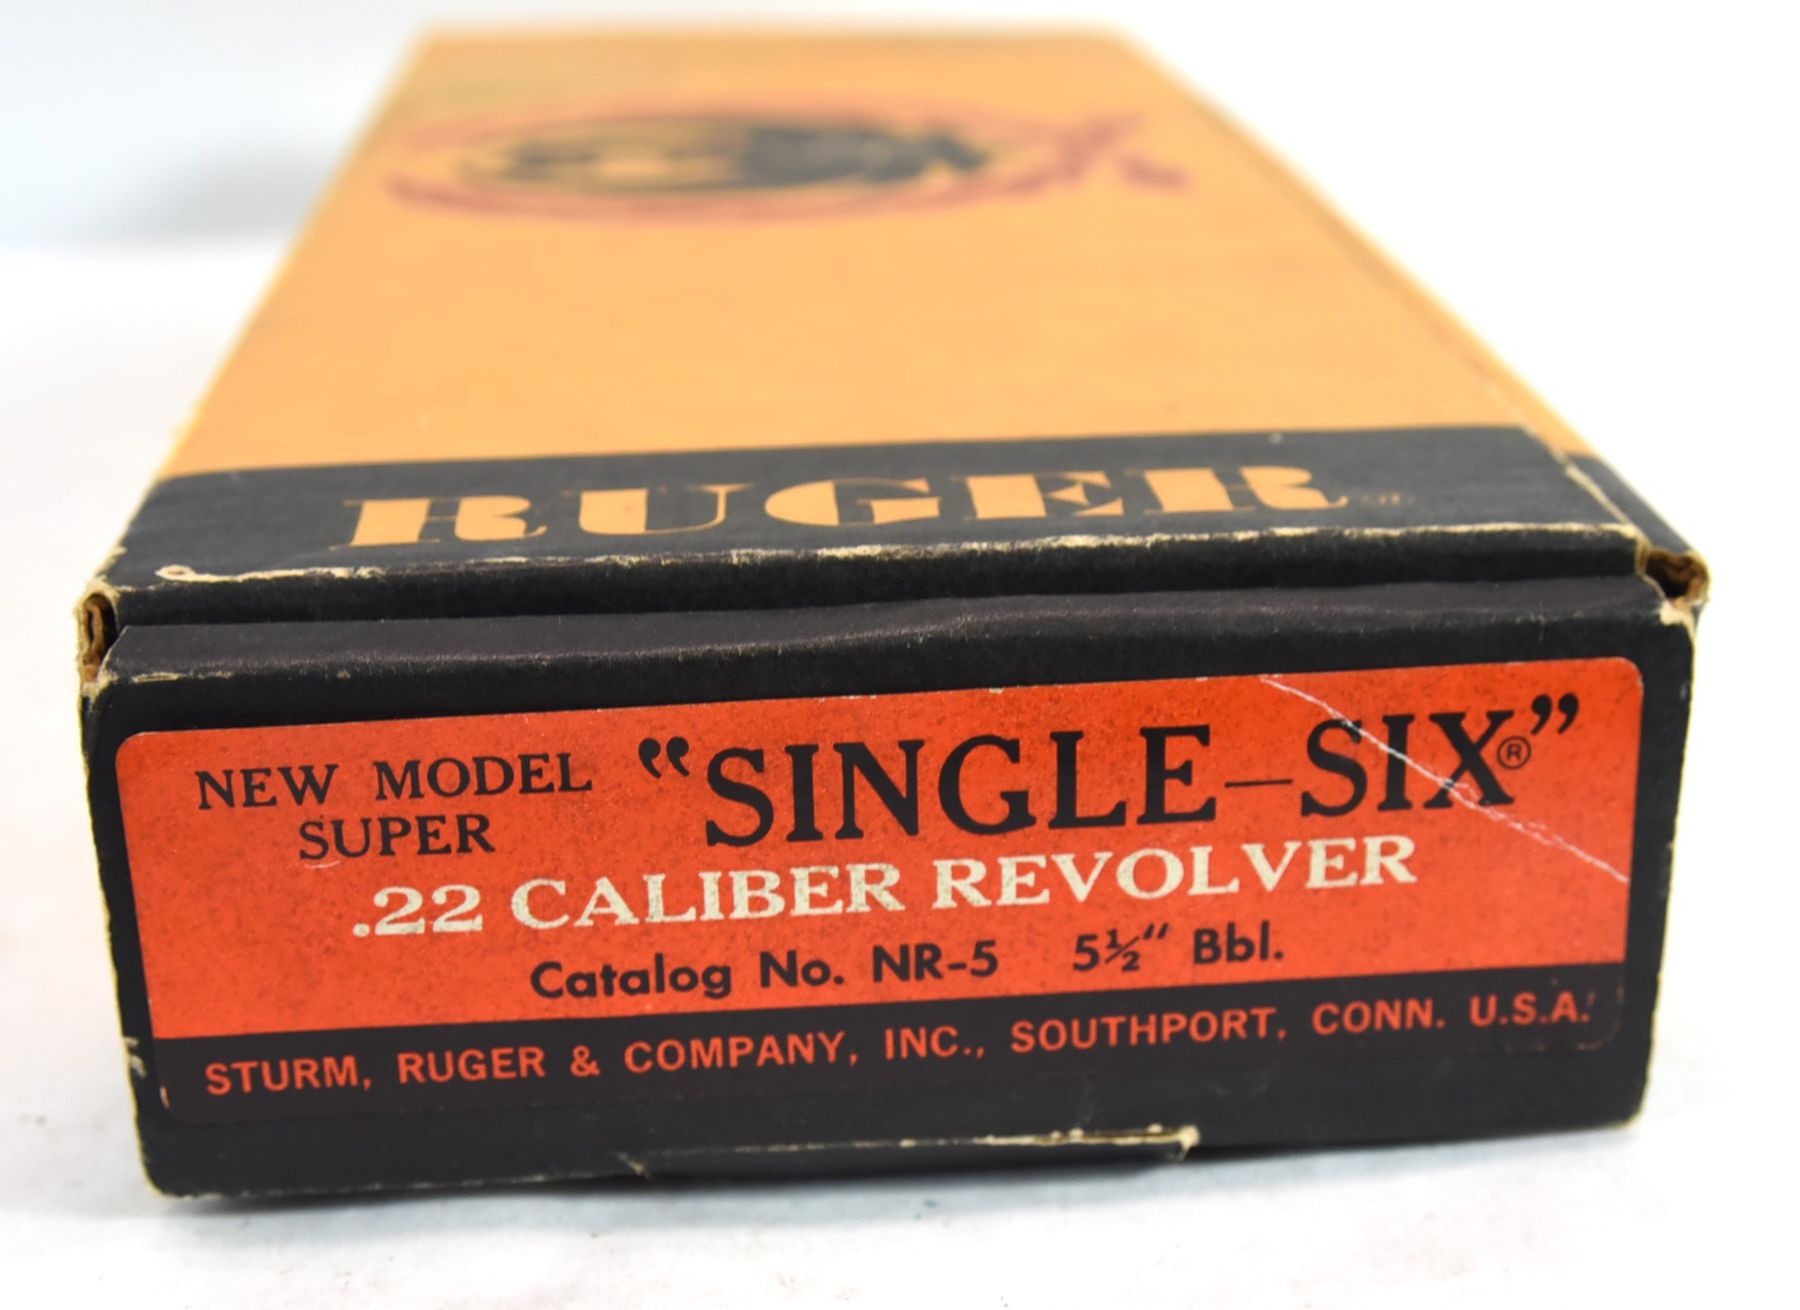 RUGER
NEW MODEL SUPER "SINGLE-SIX®"
.22 CALIBER REVOLVER
Catalog No. NR-5 5½" Bbl.
STURM, RUGER & COMPANY, INC., SOUTHPORT, CONN. U.S.A.